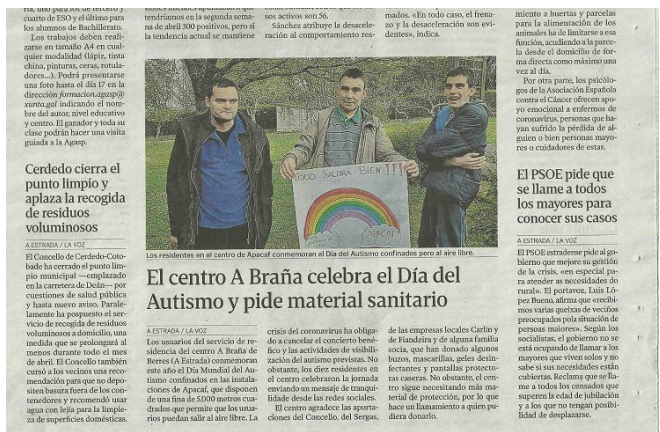 ria, uno para los de tercero y
cuarto de ESO y el último para
los alumnos de Bachillerato.
Los trabajos deben realizarse
en tamaño A4 en cual-
quier modalidad (lápiz, tinta
china, pinturas, ceras, rotula-
dores...). Podrá presentarse
una foto hasta el día 17 en la
dirección formacion.agasp@
xunta.gal indicando el nombre
del autor, nivel educativo
y centro. El ganador y toda su
clase podrán hacer una visita
guiada a la Agasp.
Cerdedo cierra el
punto limpio y
aplaza la recogida
de residuos
voluminosos
A ESTRADA / LA VOZ
El Concello de Cerdedo-Coto-
bade ha cerrado el punto limpio
municipal —emplazado
en la carretera de Deán— por
cuestiones de salud pública
y hasta nuevo aviso. Parale-
lamente ha pospuesto el ser-
vicio de recogida de residuos
voluminosos a domicilio, una
medida que se prolongará al
menos durante todo el mes
de abril. El Concello también
cursó a los vecinos una reco-
mendación para que no depo-
siten basura fuera de los con-
tenedores y recomendó usar
agua con lejía para la limpie-
za de superficies domésticas.
tendríamos en la segunda sema-
na de abril 300 positivos, pero si
la tendencia actual se mantiene
sos activos son 56.
Sánchez atribuye la desacele-
ración al comportamiento res-
mados. «En todo caso, el frena-
zo y la desaceleración son evi-
dentes», indica.
TODO SALDRÁ BIEN!!!
APACAF
Los residentes en el centro de Apacaf conmemoran el Día del Autismo confinados pero al aire libre.
El centro A Braña celebra el Día del
Autismo y pide material sanitario
A ESTRADA / LA VOZ
Los usuarios del servicio de re-
sidencia del centro A Braña de
Berres (A Estrada) conmemoran
este año el Día Mundial del Au-
tismo confinados en las instala-
ciones de Apacaf, que disponen
de una finca de 5.000 metros cua-
drados que permite que los usua-
rios puedan salir al aire libre. La
crisis del coronavirus ha obliga-
do a cancelar el concierto bené-
fico y las actividades de visibiliza-
ción del autismo previstas. No
obstante, los diez residentes en
el centro celebraron la jornada
enviando un mensaje de tranqui-
lidad desde las redes sociales.
El centro agradece las aporta-
ciones del Concello, del Sergas,
de las empresas locales Carlin y
de Fiandeira y de alguna familia
socia, que han donado algunos
buzos, mascarillas, geles desin-
fectantes y pantallas protectoras
caseras. No obstante, el cen-
tro sigue necesitando más mate-
rial de protección, por lo que
hace un llamamiento a quien pu-
diera donarlo.
miento a huertas y parcelas
para la alimentación de los
animales ha de limitarse a esa
función, acudiendo a la parce-
la desde el domicilio de for-
ma directa como máximo una
vez al día.
Por otra parte, los psicólogos
de la Asociación Española
contra el Cáncer ofrecen apo-
yo emocional a enfermos de
coronavirus, personas que ha-
yan sufrido la pérdida de al-
guien o bien personas mayo-
res o cuidadores de estas.
El PSOE pide que
se llame a todos
los mayores para
conocer sus casos
A ESTRADA / LA VOZ
El PSOE estradense pide al go-
bierno que mejore su gestión
de la crisis, «en especial pa-
ra atender as necesidades do
rural». El portavoz, Luis Ló-
pez Bueno, afirma que «recibi-
mos varias queixas de veciños
preocupados pola situación de
persoas maiores». Según los
socialistas, el gobierno no se
está ocupando de llamar a los
mayores que viven solos y no
sabe si sus necesidades están
cubiertas. Reclama que se lla-
me a todos los censados que
superen la edad de jubilación
y a los que no tengan posibi-
lidad de desplazarse.